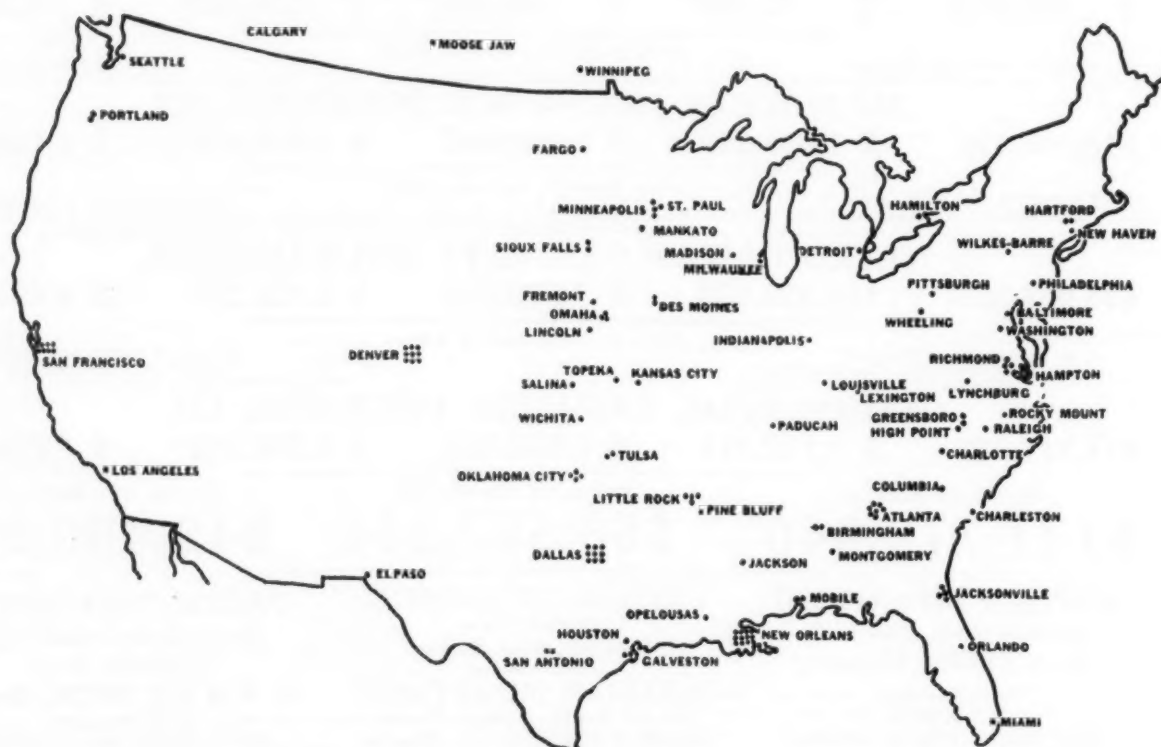 CALGARY
MOOSE JAW
SEATTLE
WINNIPEG
PORTLAND
FARGO
MINNEAPOLIS
ST. PAUL
HAMILTON
HARTFORD
MANKATO
NEW HAVEN
SIOUX FALLS
MADISON
DETROIT
WILKES-BARRE
MILWAUKEE
PITTSBURGH
PHILADELPHIA
FREMONT
DES MOINES
OMAHA
WHEELING
BALTIMORE
LINCOLN
WASHINGTON
INDIANAPOLIS
SAN FRANCISCO
DENVER
RICHMOND
TOPEKA
KANSAS CITY
HAMPTON
SALINA
LOUISVILLE
LYNCHBURG
LEXINGTON
WICHITA
PADUCAH
GREENSBORO
ROCKY MOUNT
HIGH POINT
RALEIGH
TULSA
CHARLOTTE
LOS ANGELES
OKLAHOMA CITY
COLUMBIA
LITTLE ROCK
PINE BLUFF
ATLANTA
CHARLESTON
BIRMINGHAM
DALLAS
MONTGOMERY
JACKSON
EL PASO
MOBILE
JACKSONVILLE
OPELOUSAS
HOUSTON
NEW ORLEANS
ORLANDO
SAN ANTONIO
GALVESTON
MIAMI